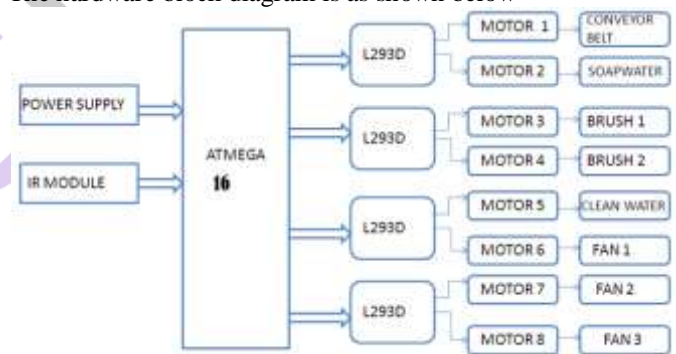 The hardware block diagram is as shown below
POWER SUPPLY
IR MODULE
ATMEGA
16
L293D
MOTOR 1
CONVEYOR
BELT
MOTOR 2
SOAPWATER
L293D
MOTOR 3
BRUSH 1
MOTOR 4
BRUSH 2
L293D
MOTOR 5
CLEAN WATER
MOTOR 6
FAN 1
L293D
MOTOR 7
FAN 2
MOTOR 8
FAN 3